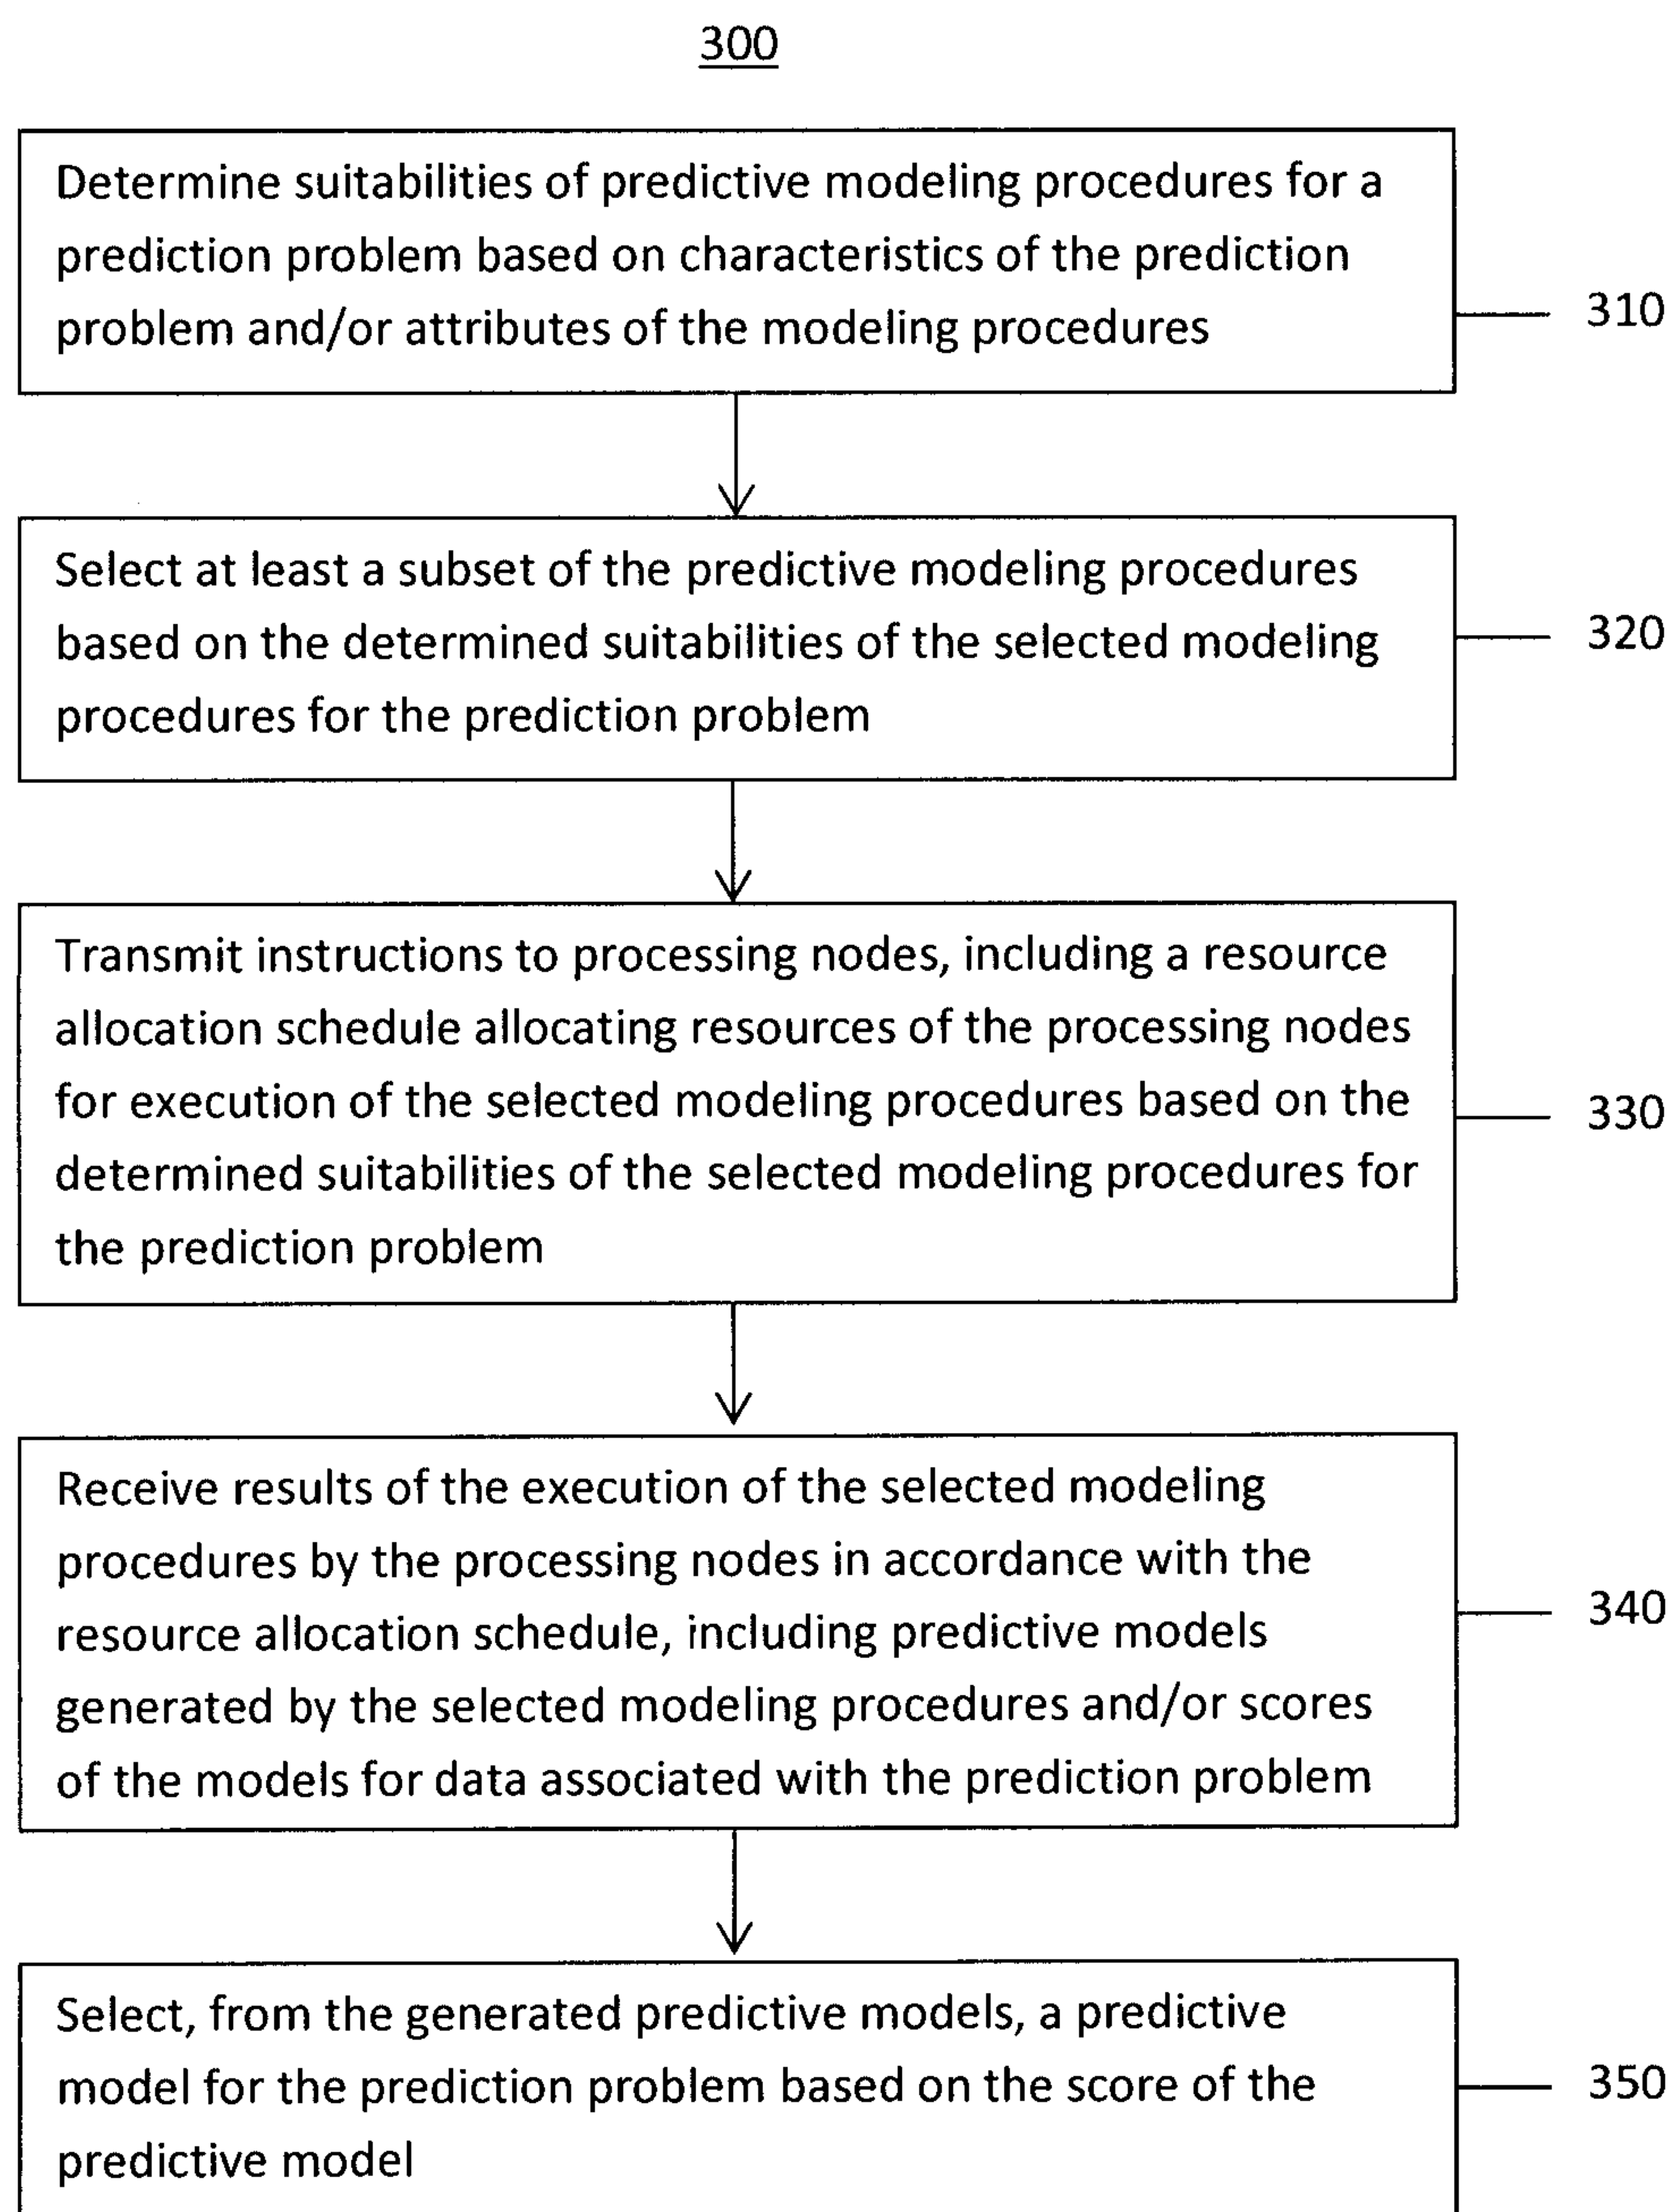 300
Determine suitabilities of predictive modeling procedures for a
prediction problem based on characteristics of the prediction
problem and/or attributes of the modeling procedures
310
Select at least a subset of the predictive modeling procedures
based on the determined suitabilities of the selected modeling
procedures for the prediction problem
320
Transmit instructions to processing nodes, including a resource
allocation schedule allocating resources of the processing nodes
for execution of the selected modeling procedures based on the
determined suitabilities of the selected modeling procedures for
the prediction problem
330
Receive results of the execution of the selected modeling
procedures by the processing nodes in accordance with the
resource allocation schedule, including predictive models
generated by the selected modeling procedures and/or scores
of the models for data associated with the prediction problem
340
Select, from the generated predictive models, a predictive
model for the prediction problem based on the score of the
predictive model
350